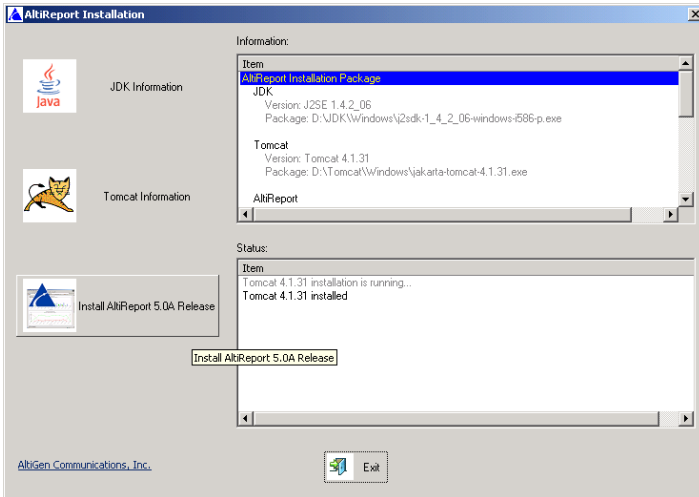 AltiReport Installation
Information:
Java
JDK Information
Item
AltiReport Installation Package
JDK
Version: J2SE 1.4.2_06
Package: D:\JDK\Windows\j2sdk-1_4_2_06-windows-i586-p.exe
Tomcat
Version: Tomcat 4.1.31
Package: D:\Tomcat\Windows\jakarta-tomcat-4.1.31.exe
AltiReport
Tomcat Information
Status:
Item
Tomcat 4.1.31 installation is running...
Tomcat 4.1.31 installed
Install AltiReport 5.0A Release
Install AltiReport 5.0A Release
AltiGen Communications, Inc.
Exit